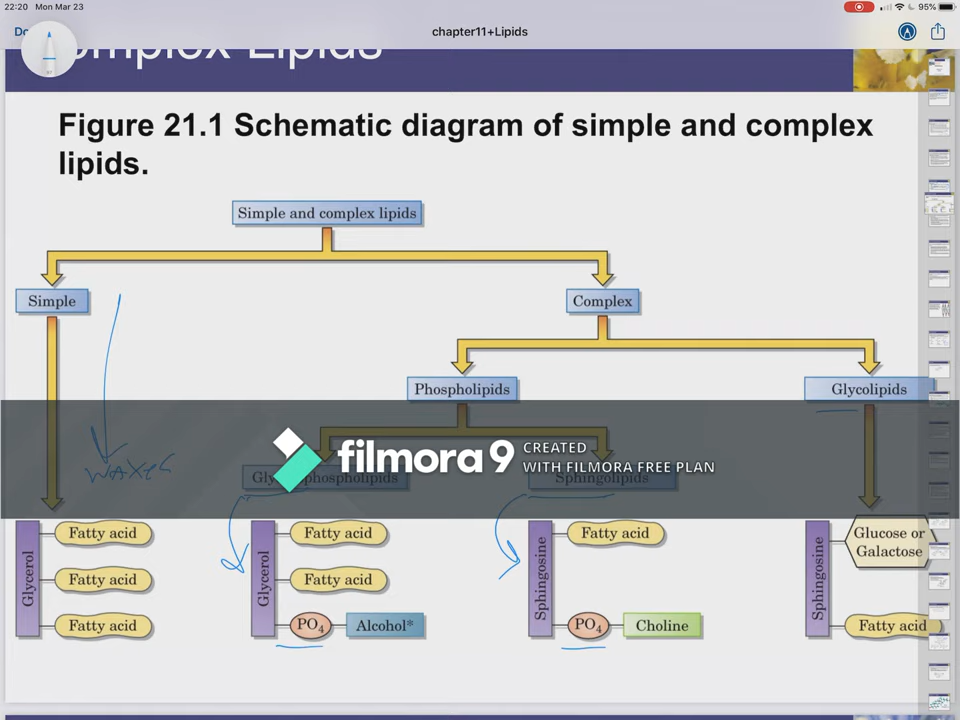 22:20 Mon Mar 23
95%
chapter11+Lipids
Complex Lipids
Figure 21.1 Schematic diagram of simple and complex
lipids.
Simple and complex lipids
Simple
Complex
Phospholipids
Glycolipids
waxes
filmora9 CREATED
WITH FILMORA FREE PLAN
Sphingolipids
Glycerol
Fatty acid
Fatty acid
Fatty acid
Glycerol
Fatty acid
Fatty acid
PO4
Alcohol*
Sphingosine
Fatty acid
PO4
Choline
Sphingosine
Glucose or
Galactose
Fatty acid